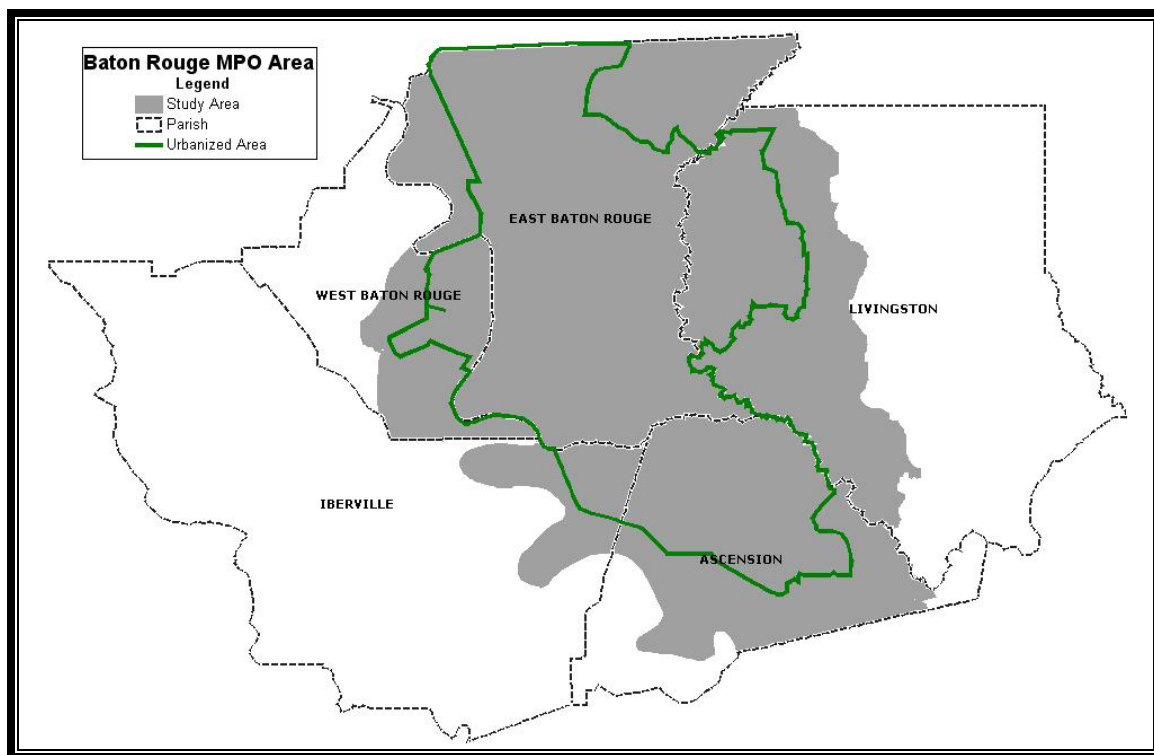 Baton Rouge MPO Area
Legend
Study Area
Parish
Urbanized Area
EAST BATON ROUGE
WEST BATON ROUGE
LIVINGSTON
IBERVILLE
ASCENSION